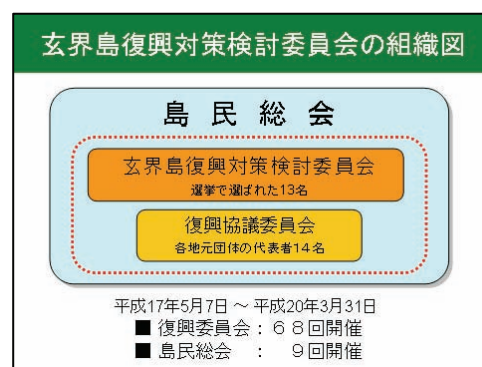 玄界島復興対策検討委員会の組織図
島民総会
玄界島復興対策検討委員会
選挙で選ばれた13名
復興協議委員会
各地元団体の代表者14名
平成17年5月7日 ~ 平成20年3月31日
■ 復興委員会:68回開催
■ 島民総会 : 9回開催